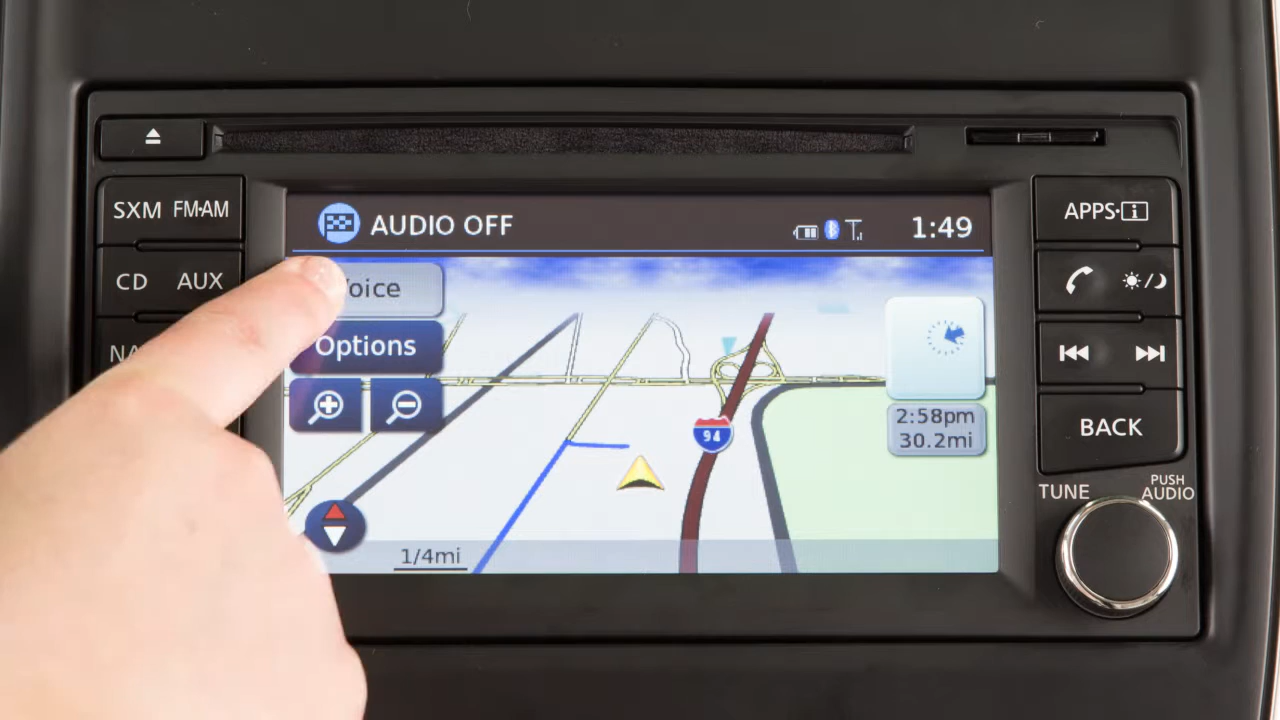 SXM FM·AM
CD AUX
AUDIO OFF
1:49
Options
94
2:58pm
30.2mi
1/4mi
APPS·i
BACK
TUNE
PUSH
AUDIO